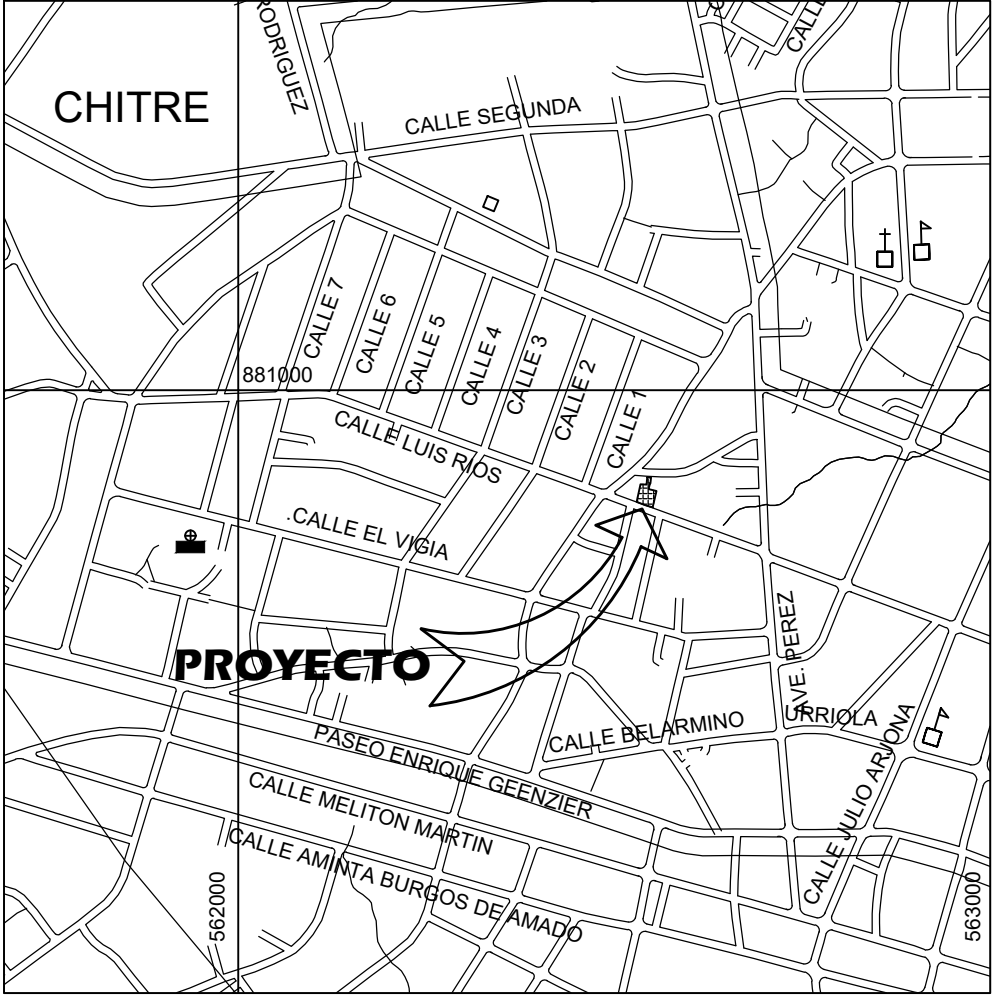 RODRIGUEZ
CALLE
CHITRE
CALLE SEGUNDA
CALLE 7
CALLE 6
CALLE 5
CALLE 4
CALLE 3
CALLE 2
CALLE 1
881000
CALLE LUIS RIOS
.CALLE EL VIGIA
PROYECTO
AVE. PEREZ
CALLE BELARMINO URRIOLA
PASEO ENRIQUE GEENZIER
CALLE JULIO ARJONA
CALLE MELITON MARTIN
CALLE AMINTA BURGOS DE AMADO
562000
563000